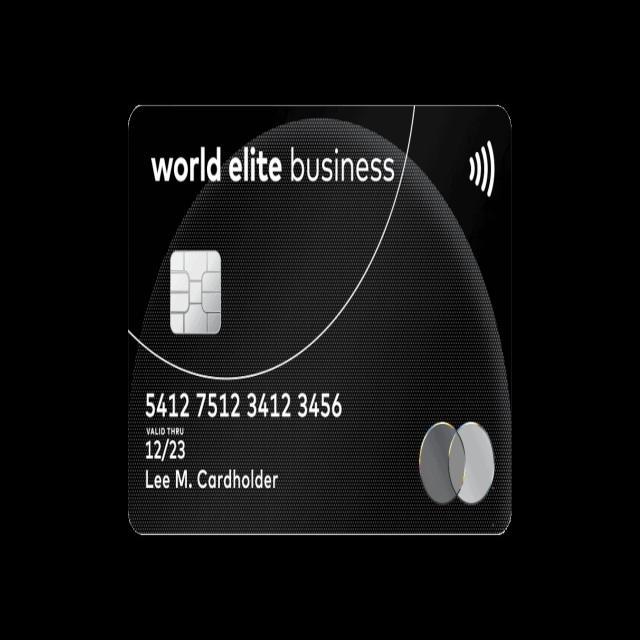 world elite business
5412 7512 3412 3456
VALID THRU
12/23
Lee M. Cardholder